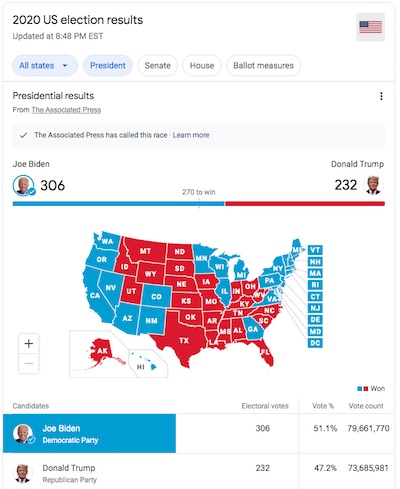 2020 US election results
Updated at 8:48 PM EST
All states
President
Senate
House
Ballot measures
Presidential results
From The Associated Press
The Associated Press has called this race · Learn more
Joe Biden
Donald Trump
306
232
270 to win
WA
OR
CA
NV
ID
MT
WY
UT
AZ
CO
NM
ND
SD
NE
KS
OK
TX
MN
IA
MO
AR
LA
WI
IL
MI
IN
OH
KY
TN
MS
AL
GA
FL
SC
NC
VA
WV
PA
NY
ME
VT
NH
MA
RI
CT
NJ
DE
MD
DC
AK
HI
+
−
Won
Candidates Electoral votes Vote % Vote count
Joe Biden 306 51.1% 79,661,770
Democratic Party
Donald Trump 232 47.2% 73,685,981
Republican Party